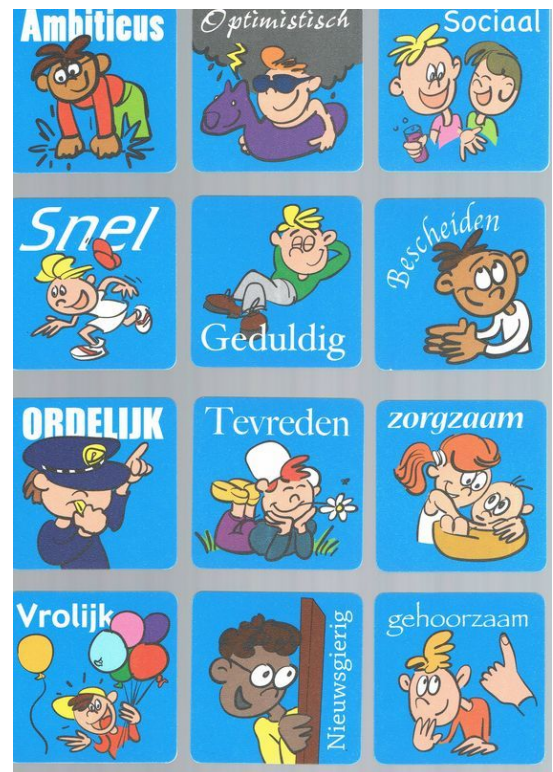 Ambitieus
Optimistisch
Sociaal
Snel
Geduldig
Bescheiden
ORDELIJK
Tevreden
zorgzaam
Vrolijk
Nieuwsgierig
gehoorzaam